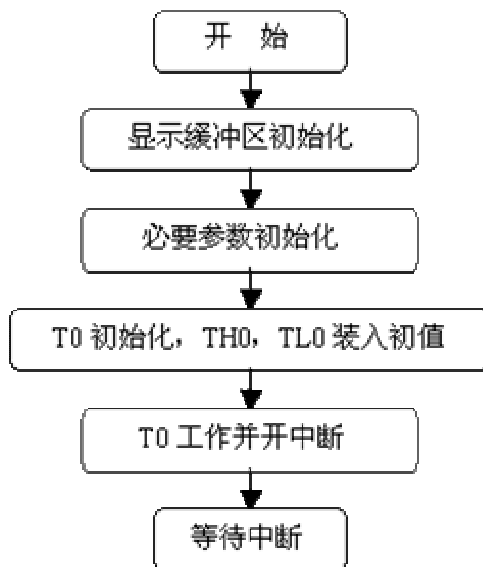 开 始
显示缓冲区初始化
必要参数初始化
T0 初始化，TH0，TL0 装入初值
T0 工作并开中断
等待中断